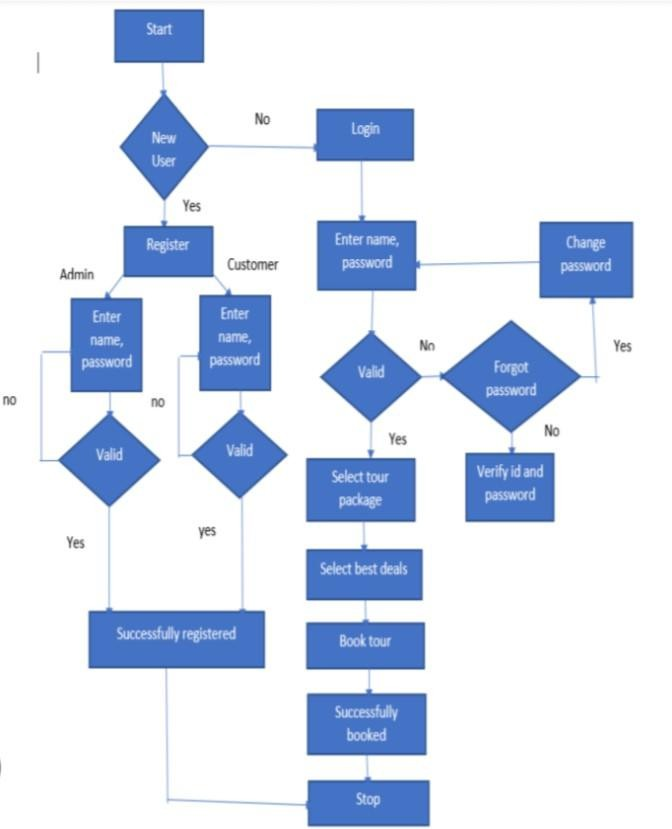 Start
New
User
No
Login
Yes
Register
Admin
Customer
Enter name,
password
Change
password
Enter
name,
password
Enter
name,
password
no
no
Valid
Valid
Valid
No
Forgot
password
Yes
No
Yes
Verify id and
password
Select tour
package
Yes
yes
Select best deals
Successfully registered
Book tour
Successfully
booked
Stop